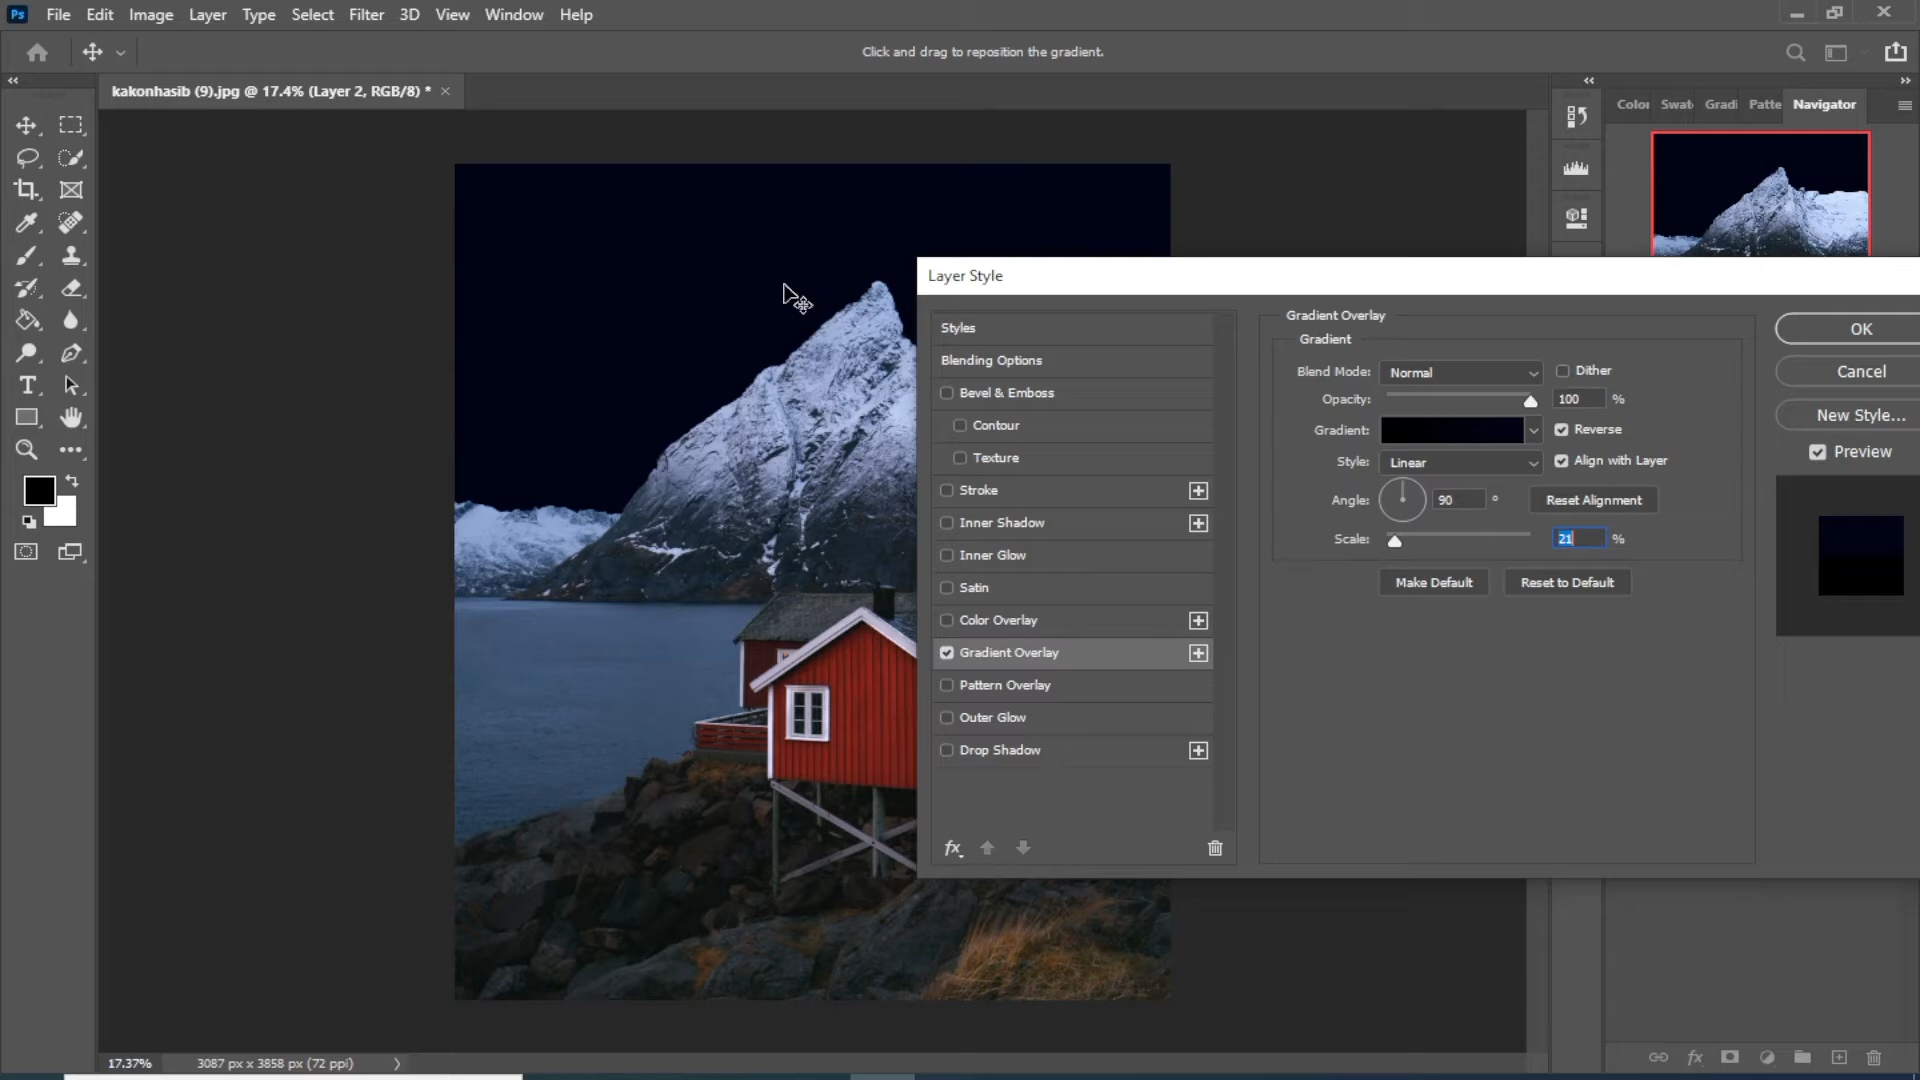 Ps File Edit Image Layer Type Select Filter 3D View Window Help
Click and drag to reposition the gradient.
kakonhasib (9).jpg @ 17.4% (Layer 2, RGB/8) *
Color Swat Gradi Patte Navigator
Layer Style
Styles
Blending Options
Bevel & Emboss
Contour
Texture
Stroke
Inner Shadow
Inner Glow
Satin
Color Overlay
Gradient Overlay
Pattern Overlay
Outer Glow
Drop Shadow
fx
Gradient Overlay
Gradient
Blend Mode: Normal Dither
Opacity: 100 %
Gradient: Reverse
Style: Linear Align with Layer
Angle: 90 ° Reset Alignment
Scale: 21 %
Make Default Reset to Default
OK
Cancel
New Style...
Preview
17.37% 3087 px x 3858 px (72 ppi)
fx